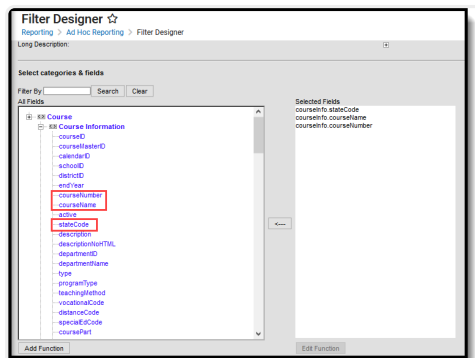 Filter Designer ☆
Reporting > Ad Hoc Reporting > Filter Designer
Long Description:
Select categories & fields
Filter By Search Clear
All Fields
Course
Course Information
courseID
courseMasterID
calendarID
schoolID
districtID
endYear
courseNumber
courseName
active
stateCode
description
descriptionNoHTML
departmentID
departmentName
type
programType
teachingMethod
vocationalCode
distanceCode
specialEdCode
coursePart
Add Function
<---
Selected Fields
courseInfo.stateCode
courseInfo.courseName
courseInfo.courseNumber
Edit Function